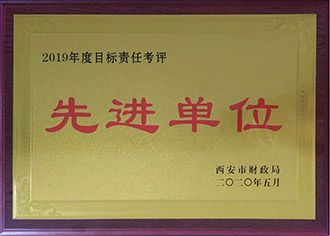 2019年度目标责任考评
先进单位
西安市财政局
二〇二〇年五月